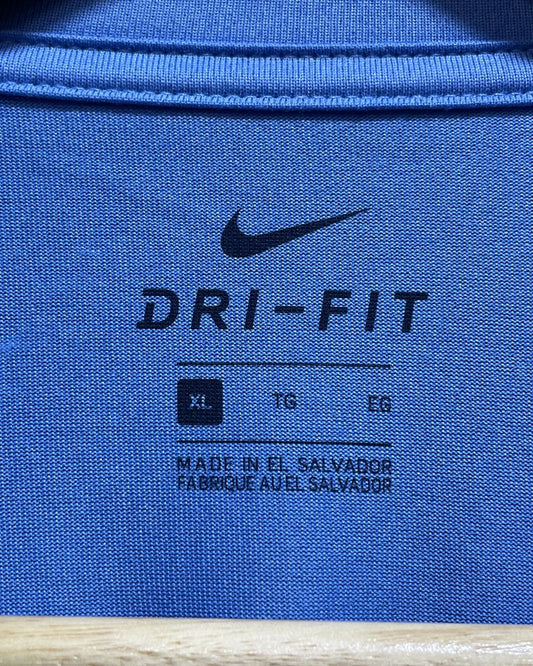 DRI-FIT
XL TG EG
MADE IN EL SALVADOR
FABRIQUE AU EL SALVADOR